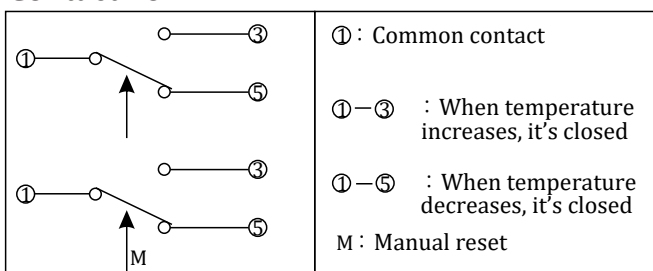 ③
①
⑤
③
①
⑤
M
①: Common contact
①—③ : When temperature
increases, it's closed
①—⑤ : When temperature
decreases, it's closed
M: Manual reset